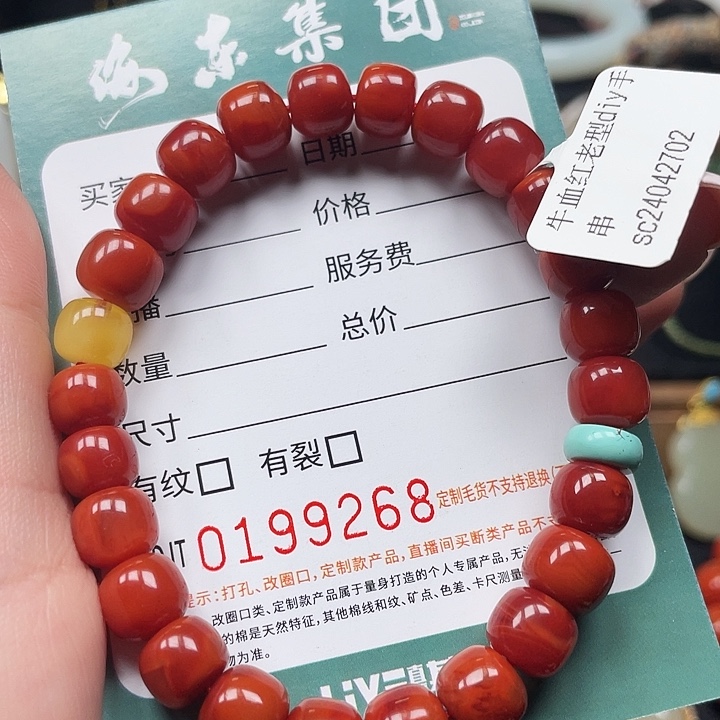 海东集团
日期
买家
价格
播
服务费
数量
总价
尺寸
有纹□ 有裂□
0199268
定制毛货不支持退换
提示：打孔、改圈口，定制款产品，直播间买断类产品不
改圈口类、定制款产品属于量身打造的个人专属产品，无
的棉是天然特征，其他棉线和纹、矿点、色差、卡尺测量
物为准。
牛血红老型diy手
串
SC24042702